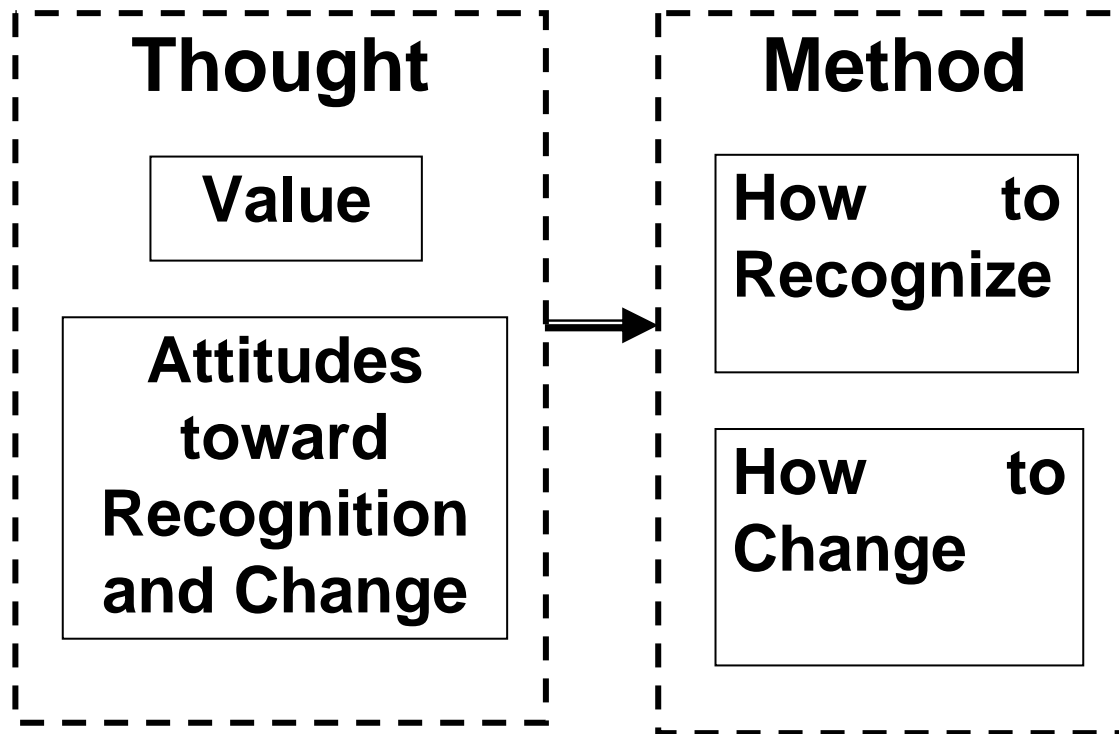 Thought
Value
Attitudes
toward
Recognition
and Change
Method
How to
Recognize
How to
Change